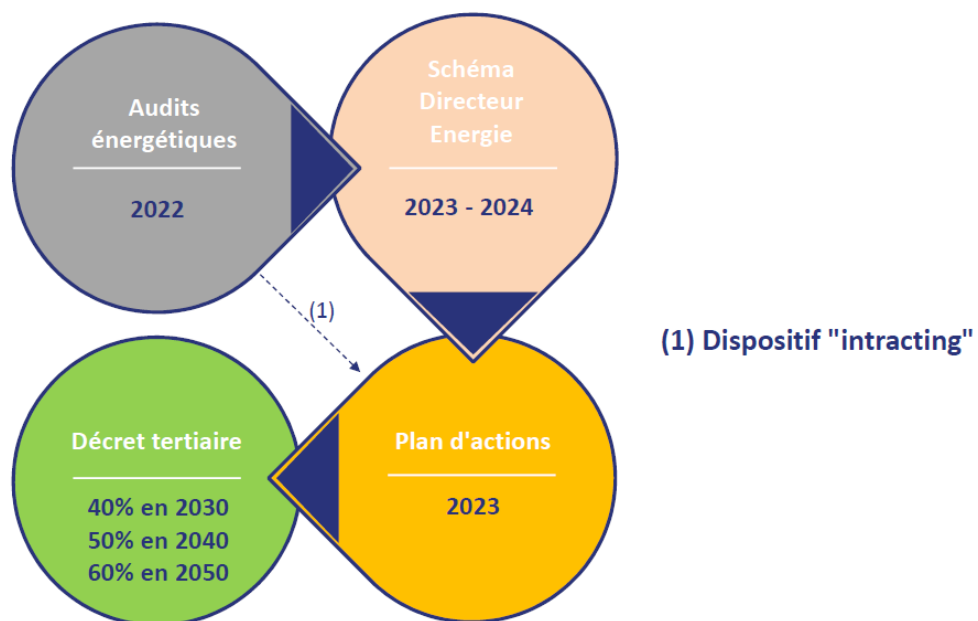 Audits
énergétiques
2022
Schéma
Directeur
Energie
2023 - 2024
(1)
(1) Dispositif "intracting"
Décret tertiaire
40% en 2030
50% en 2040
60% en 2050
Plan d'actions
2023